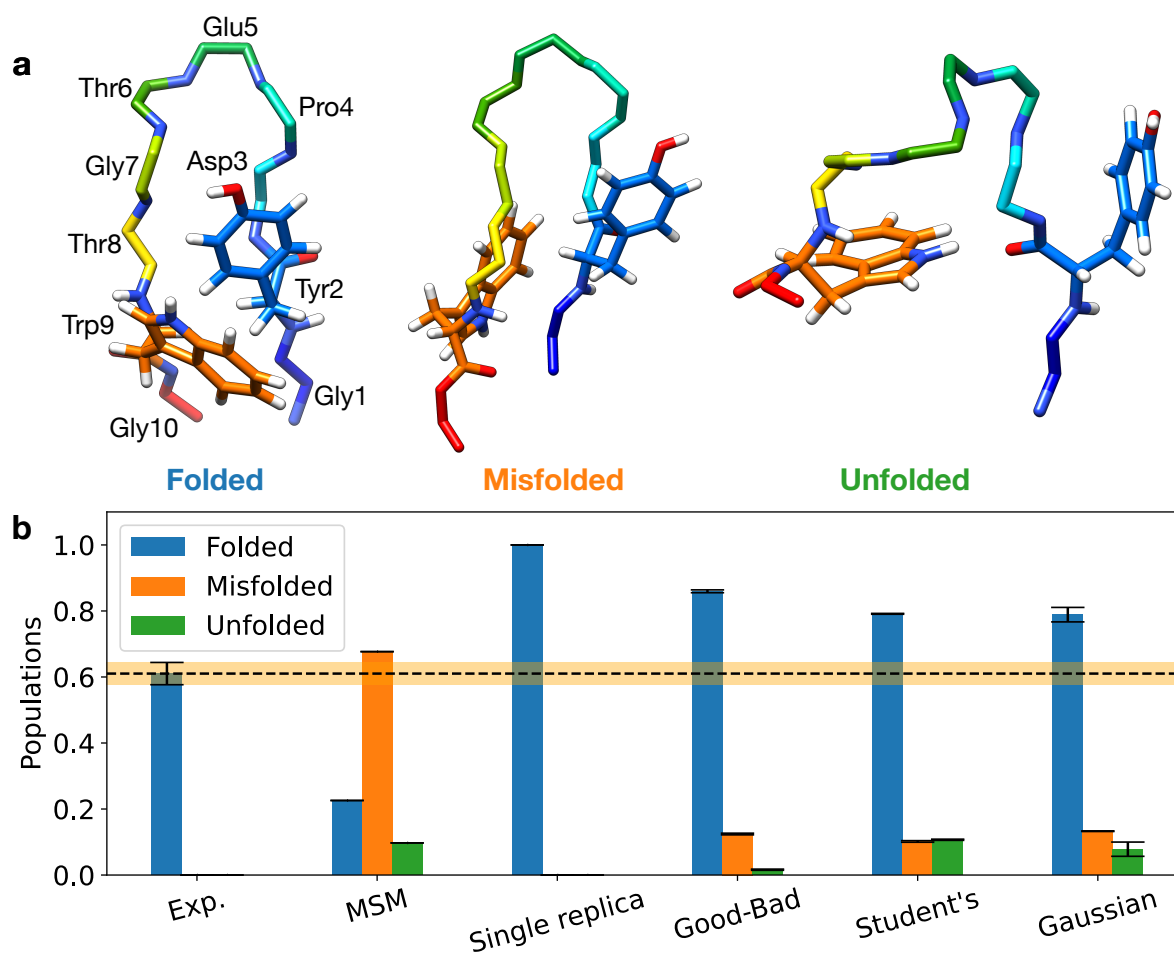 a
Glu5
Thr6
Pro4
Gly7
Asp3
Thr8
Tyr2
Trp9
Gly1
Gly10
Folded
Misfolded
Unfolded
b
Folded
Misfolded
Unfolded
Populations
1.0
0.8
0.6
0.4
0.2
0.0
Exp.
MSM
Single replica
Good-Bad
Student's
Gaussian